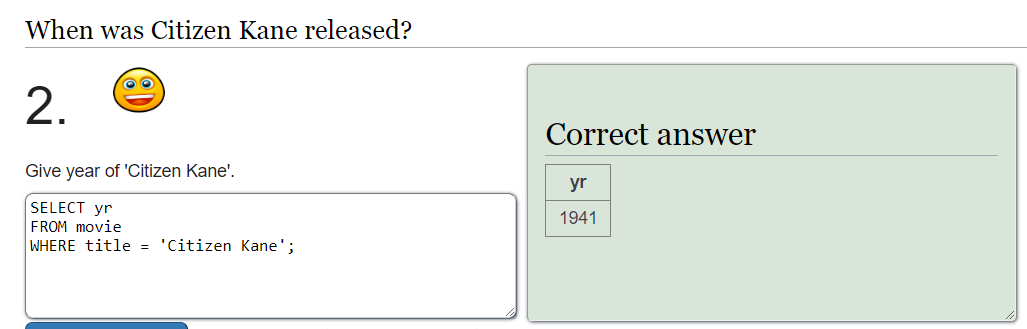 When was Citizen Kane released?
2.
Give year of 'Citizen Kane'.
SELECT yr
FROM movie
WHERE title = 'Citizen Kane';
Correct answer
yr
1941